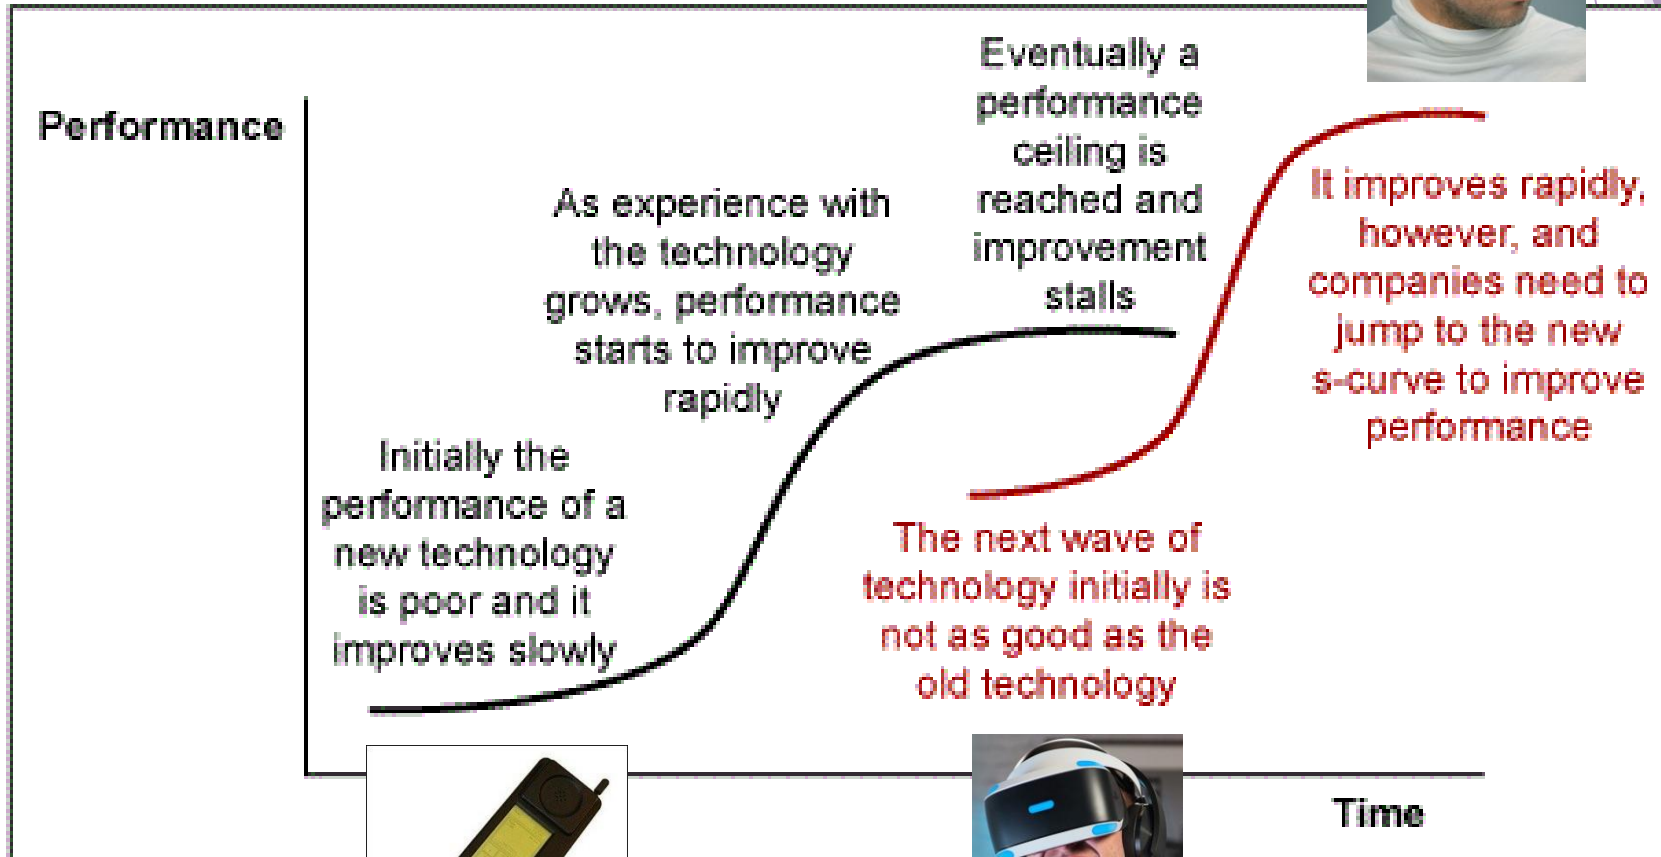 Performance
Initially the
performance of a
new technology
is poor and it
improves slowly
As experience with
the technology
grows, performance
starts to improve
rapidly
Eventually a
performance
ceiling is
reached and
improvement
stalls
The next wave of
technology initially is
not as good as the
old technology
It improves rapidly,
however, and
companies need to
jump to the new
s-curve to improve
performance
Time